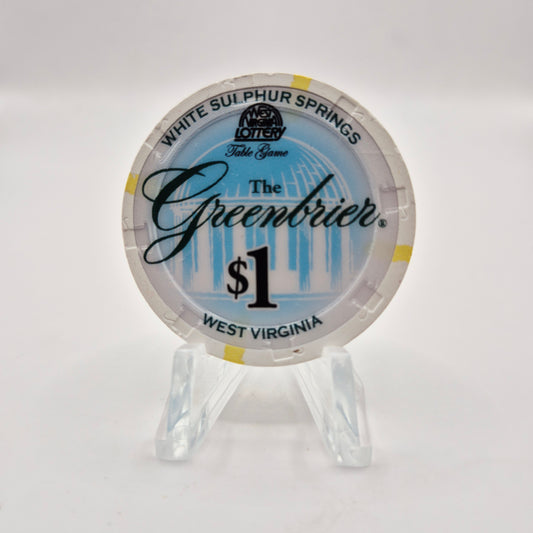 WHITE SULPHUR SPRINGS
West
Virginia
LOTTERY
Table Game
The
Greenbrier®
$1
WEST VIRGINIA